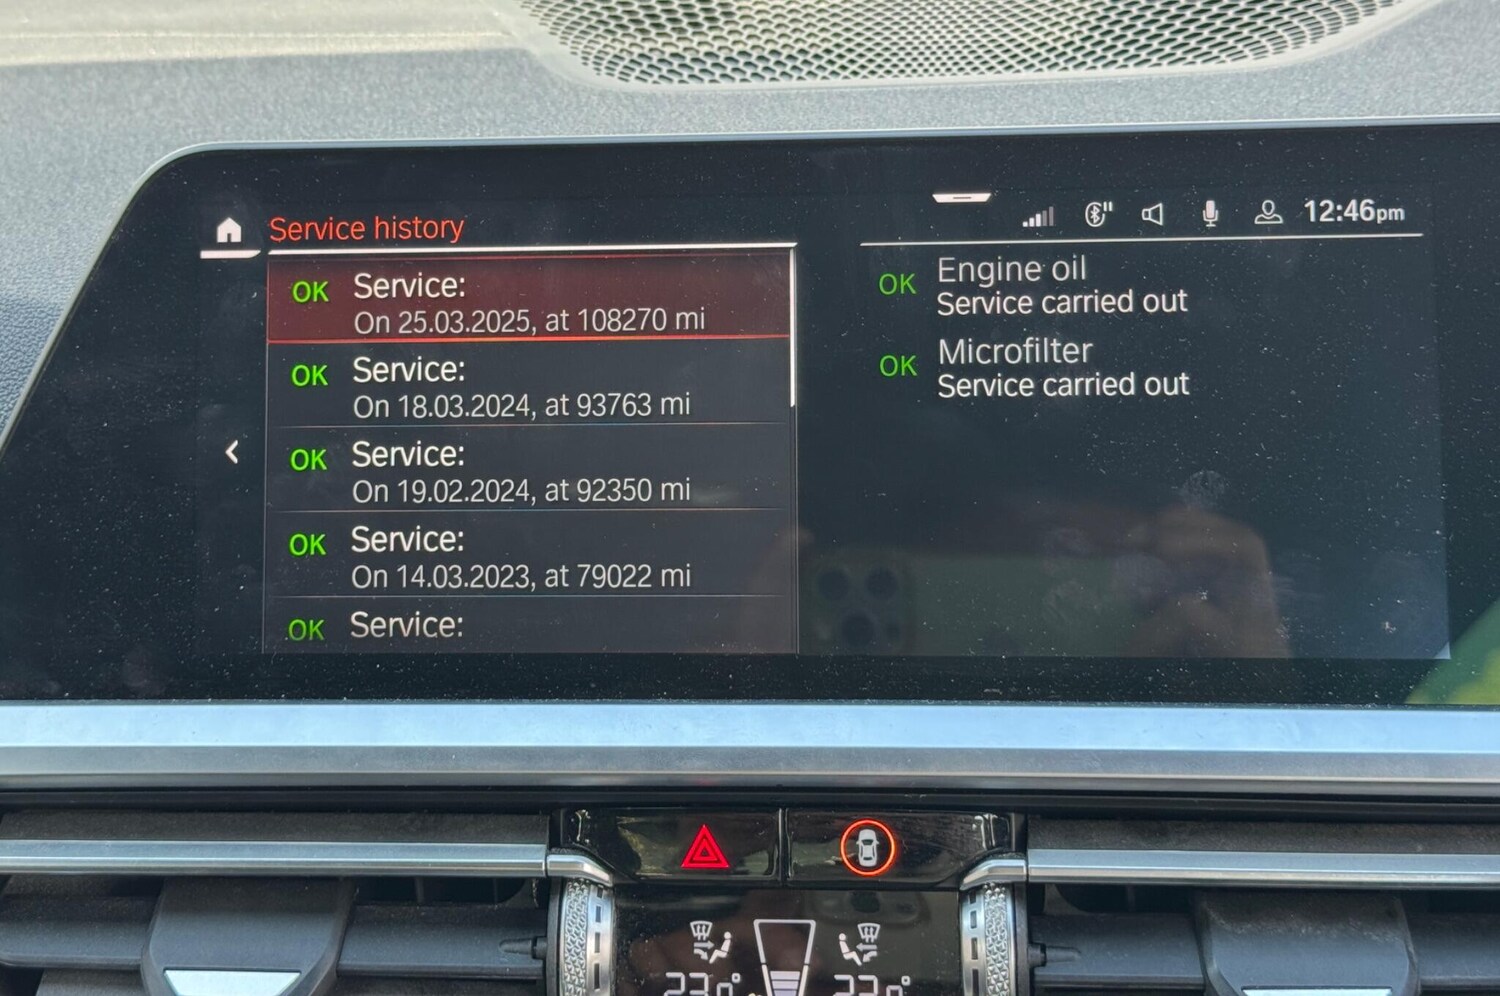 Service history
12:46pm
OK Service:
On 25.03.2025, at 108270 mi
OK Service:
On 18.03.2024, at 93763 mi
OK Service:
On 19.02.2024, at 92350 mi
OK Service:
On 14.03.2023, at 79022 mi
OK Service:
OK Engine oil
Service carried out
OK Microfilter
Service carried out